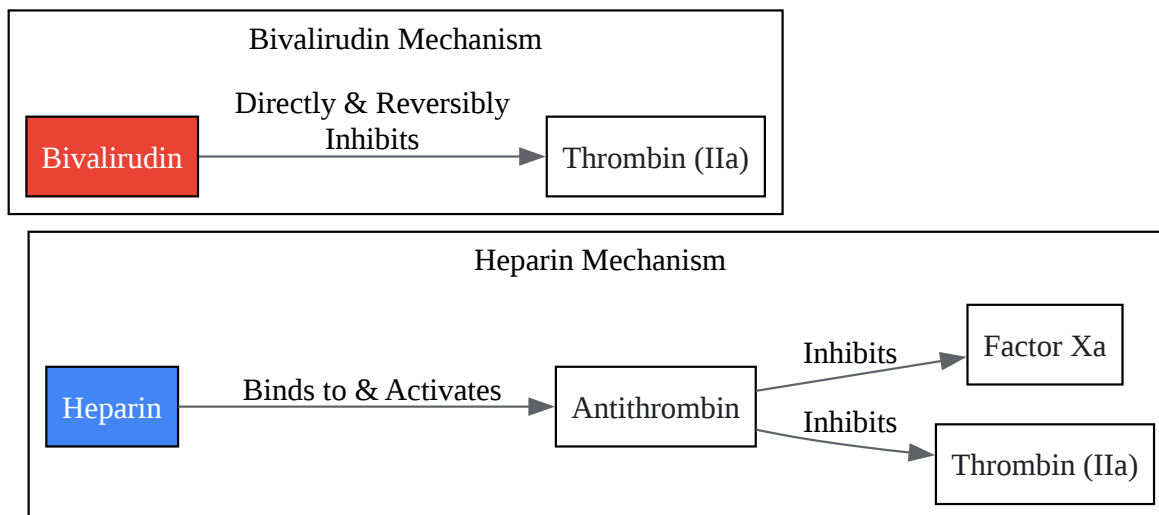 Bivalirudin Mechanism
Directly & Reversibly
Inhibits
Bivalirudin
Thrombin (IIa)
Heparin Mechanism
Heparin
Binds to & Activates
Antithrombin
Inhibits
Factor Xa
Inhibits
Thrombin (IIa)